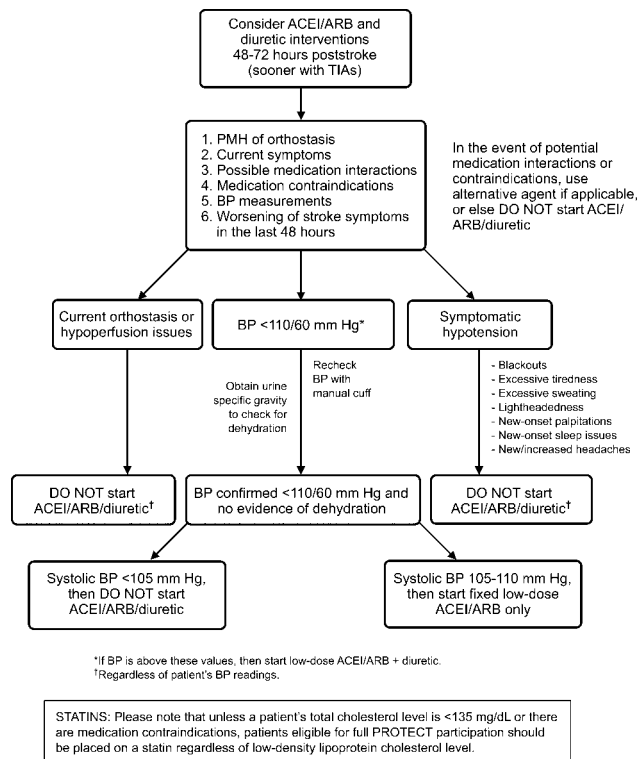 Consider ACEI/ARB and
diuretic interventions
48-72 hours poststroke
(sooner with TIAs)
1. PMH of orthostasis
2. Current symptoms
3. Possible medication interactions
4. Medication contraindications
5. BP measurements
6. Worsening of stroke symptoms
in the last 48 hours
In the event of potential
medication interactions or
contraindications, use
alternative agent if applicable,
or else DO NOT start ACEI/
ARB/diuretic
Current orthostasis or
hypoperfusion issues
BP <110/60 mm Hg*
Symptomatic
hypotension
Obtain urine
specific gravity
to check for
dehydration
Recheck
BP with
manual cuff
- Blackouts
- Excessive tiredness
- Excessive sweating
- Lightheadedness
- New-onset palpitations
- New-onset sleep issues
- New/increased headaches
DO NOT start
ACEI/ARB/diuretic†
BP confirmed <110/60 mm Hg and
no evidence of dehydration
DO NOT start
ACEI/ARB/diuretic†
Systolic BP <105 mm Hg,
then DO NOT start
ACEI/ARB/diuretic
Systolic BP 105-110 mm Hg,
then start fixed low-dose
ACEI/ARB only
*If BP is above these values, then start low-dose ACEI/ARB + diuretic.
†Regardless of patient's BP readings.
STATINS: Please note that unless a patient's total cholesterol level is <135 mg/dL or there
are medication contraindications, patients eligible for full PROTECT participation should
be placed on a statin regardless of low-density lipoprotein cholesterol level.